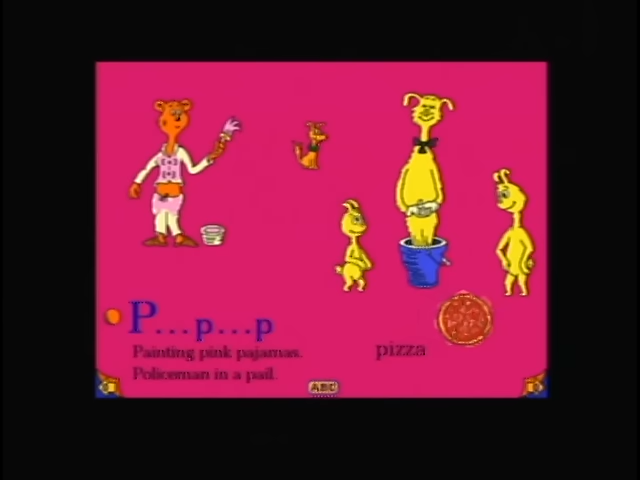 P...p...p
Painting pink pajamas.
Policeman in a pail.
pizza
ABC